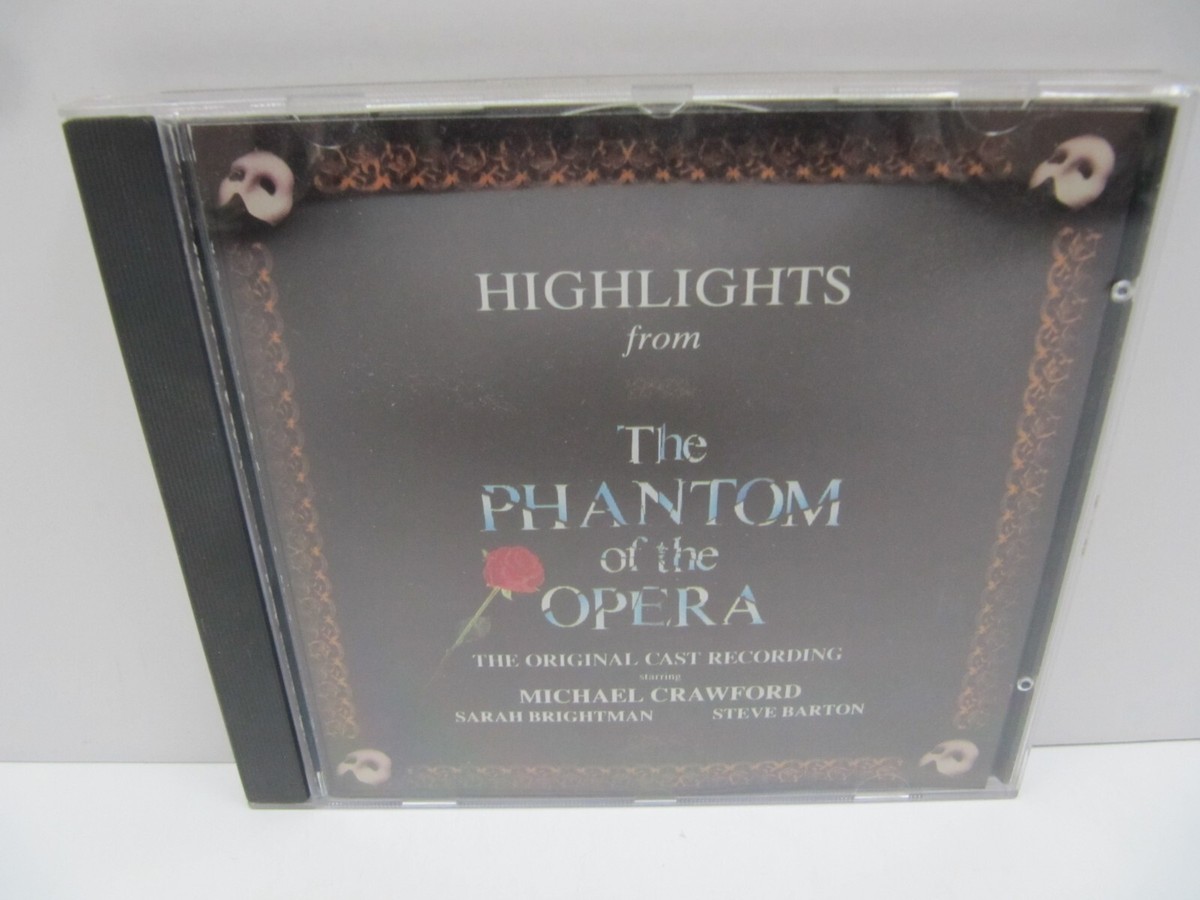 HIGHLIGHTS
from
The
PHANTOM
of the
OPERA
THE ORIGINAL CAST RECORDING
starring
MICHAEL CRAWFORD
SARAH BRIGHTMAN STEVE BARTON